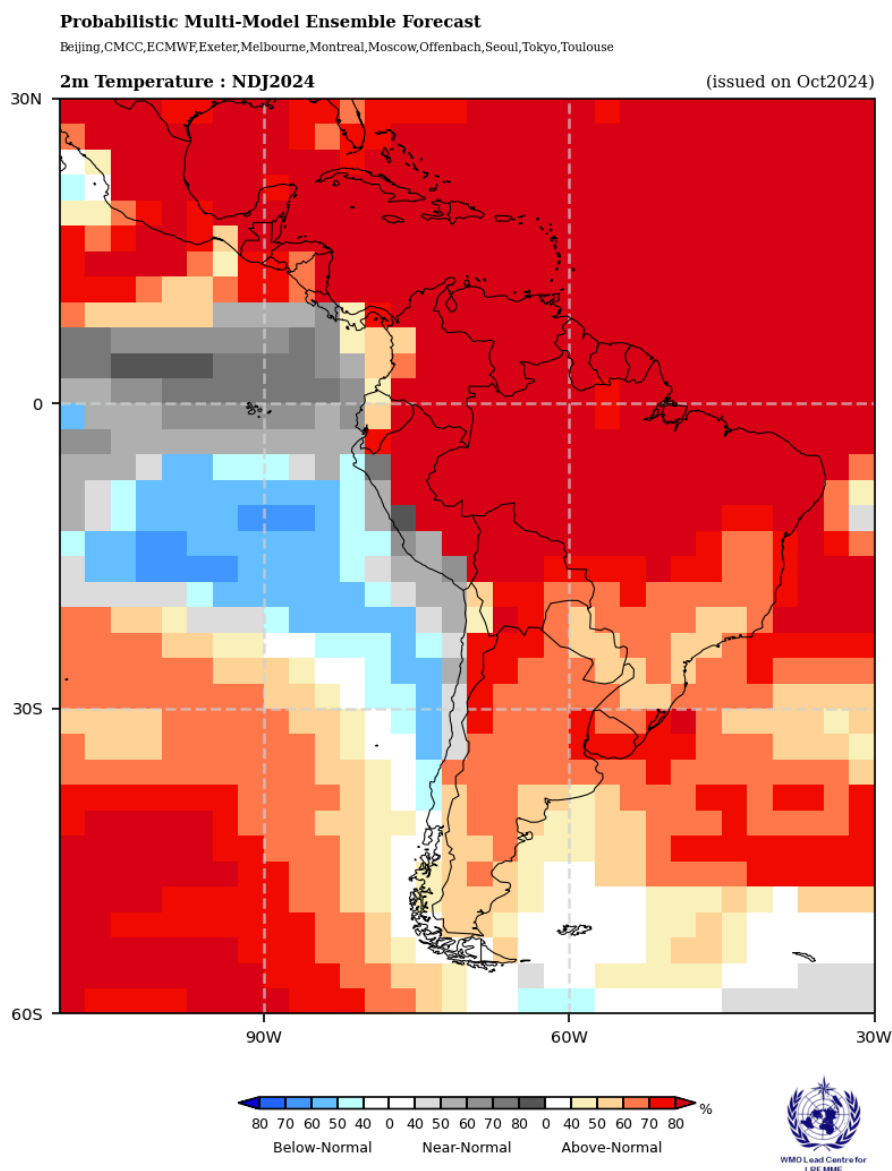 Probabilistic Multi-Model Ensemble Forecast
Beijing,CMCC,ECMWF,Exeter,Melbourne,Montreal,Moscow,Offenbach,Seoul,Tokyo,Toulouse
2m Temperature : NDJ2024 (issued on Oct2024)
30N
0
30S
60S
90W 60W 30W
80 70 60 50 40 0 40 50 60 70 80 0 40 50 60 70 80 %
Below-Normal Near-Normal Above-Normal
WMO Lead Centre for
LRFMME